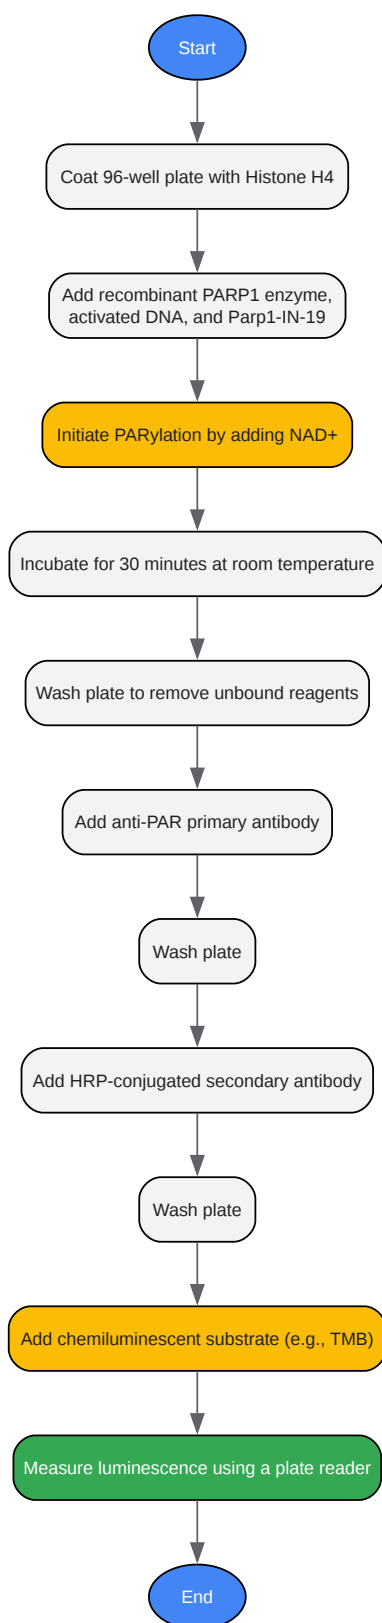 Start
Coat 96-well plate with Histone H4
Add recombinant PARP1 enzyme,
activated DNA, and Parp1-IN-19
Initiate PARylation by adding NAD+
Incubate for 30 minutes at room temperature
Wash plate to remove unbound reagents
Add anti-PAR primary antibody
Wash plate
Add HRP-conjugated secondary antibody
Wash plate
Add chemiluminescent substrate (e.g., TMB)
Measure luminescence using a plate reader
End